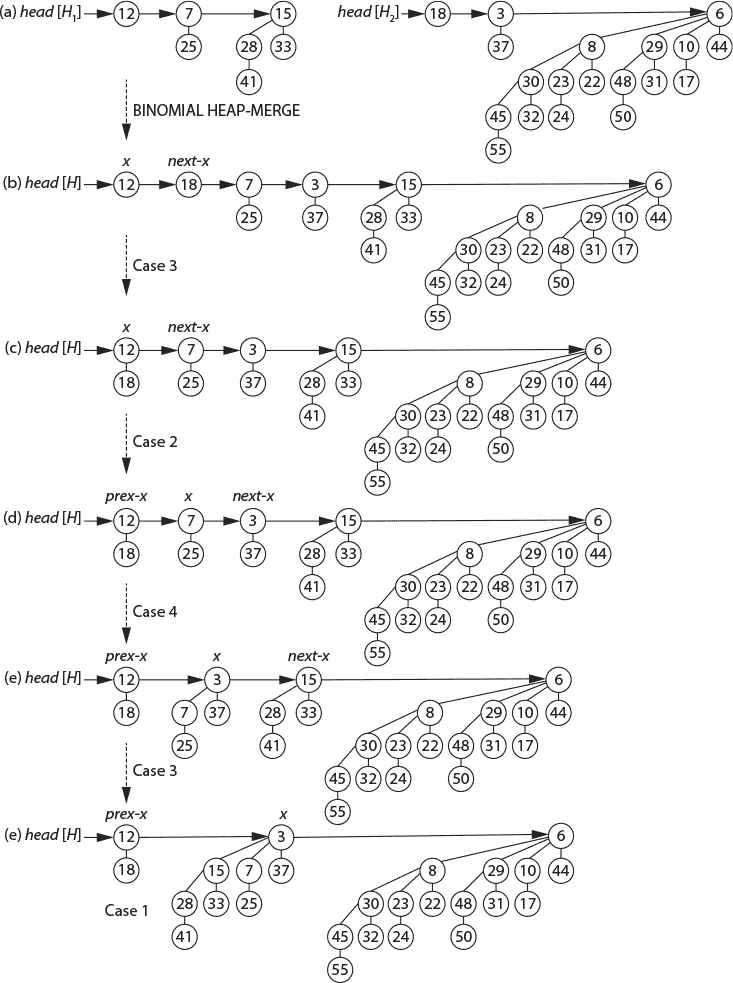 (a) head [H1] 12 7 15 head [H2] 18 3 6
25 28 33 37 8 29 10 44
41 30 23 22 48 31 17
BINOMIAL HEAP-MERGE 45 32 24 50
55
x next-x
(b) head [H] 12 18 7 3 15 6
25 37 28 33 8 29 10 44
41 30 23 22 48 31 17
Case 3 45 32 24 50
55
x next-x
(c) head [H] 12 7 3 15 6
18 25 37 28 33 8 29 10 44
41 30 23 22 48 31 17
Case 2 45 32 24 50
55
prex-x x next-x
(d) head [H] 12 7 3 15 6
18 25 37 28 33 8 29 10 44
41 30 23 22 48 31 17
Case 4 45 32 24 50
55
prex-x x next-x
(e) head [H] 12 3 15 6
18 7 37 28 33 8 29 10 44
25 41 30 23 22 48 31 17
Case 3 45 32 24 50
55
prex-x x
(e) head [H] 12 3 6
18 15 7 37 8 29 10 44
Case 1 28 33 25 30 23 22 48 31 17
41 45 32 24 50
55